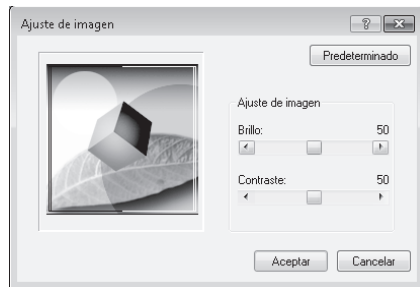 Ajuste de imagen
Predeterminado
Ajuste de imagen
Brillo: 50
Contraste: 50
Aceptar Cancelar